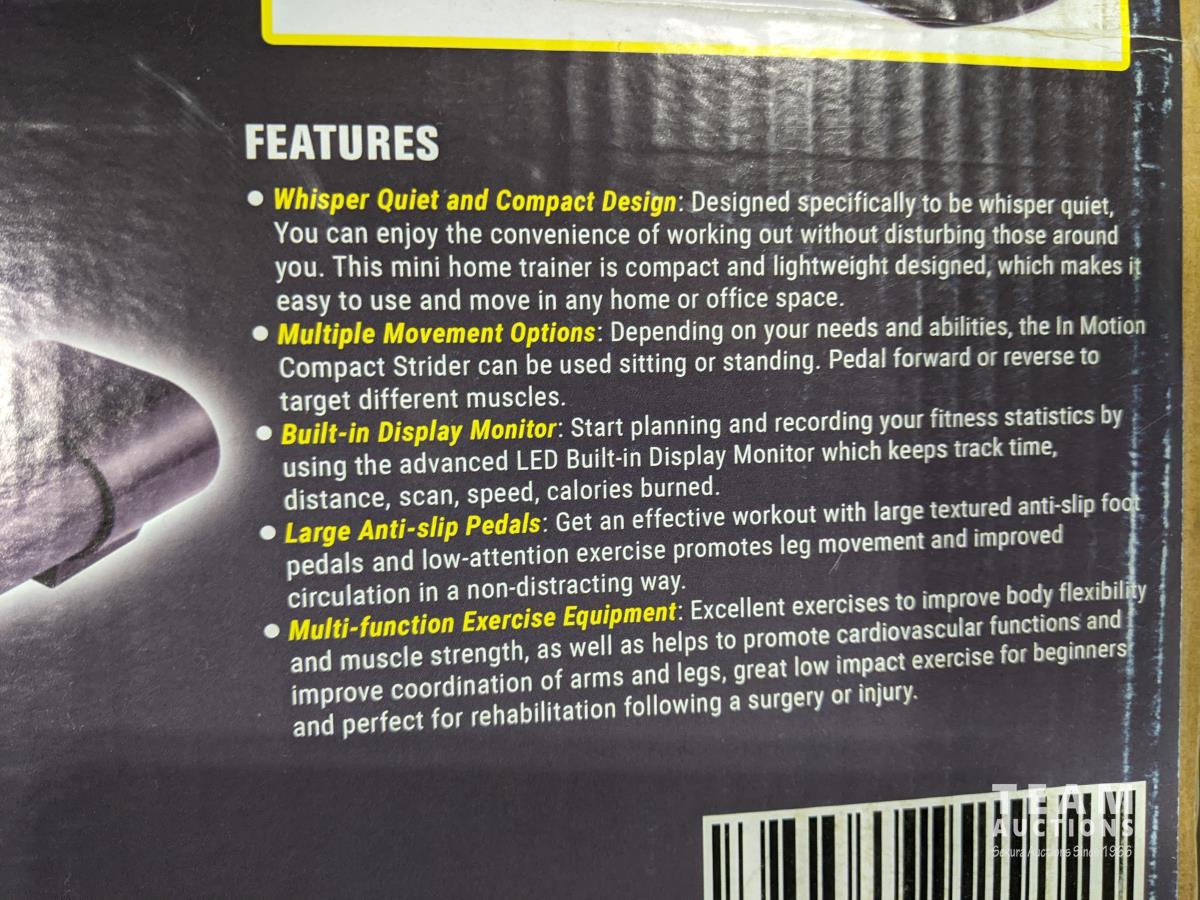 FEATURES
• Whisper Quiet and Compact Design: Designed specifically to be whisper quiet,
You can enjoy the convenience of working out without disturbing those around
you. This mini home trainer is compact and lightweight designed, which makes it
easy to use and move in any home or office space.
• Multiple Movement Options: Depending on your needs and abilities, the In Motion
Compact Strider can be used sitting or standing. Pedal forward or reverse to
target different muscles.
• Built-in Display Monitor: Start planning and recording your fitness statistics by
using the advanced LED Built-in Display Monitor which keeps track time,
distance, scan, speed, calories burned.
• Large Anti-slip Pedals: Get an effective workout with large textured anti-slip foot
pedals and low-attention exercise promotes leg movement and improved
circulation in a non-distracting way.
• Multi-function Exercise Equipment: Excellent exercises to improve body flexibility
and muscle strength, as well as helps to promote cardiovascular functions and
improve coordination of arms and legs, great low impact exercise for beginners
and perfect for rehabilitation following a surgery or injury.
TEAM
AUCTIONS
Sekura Auctions Since 1966